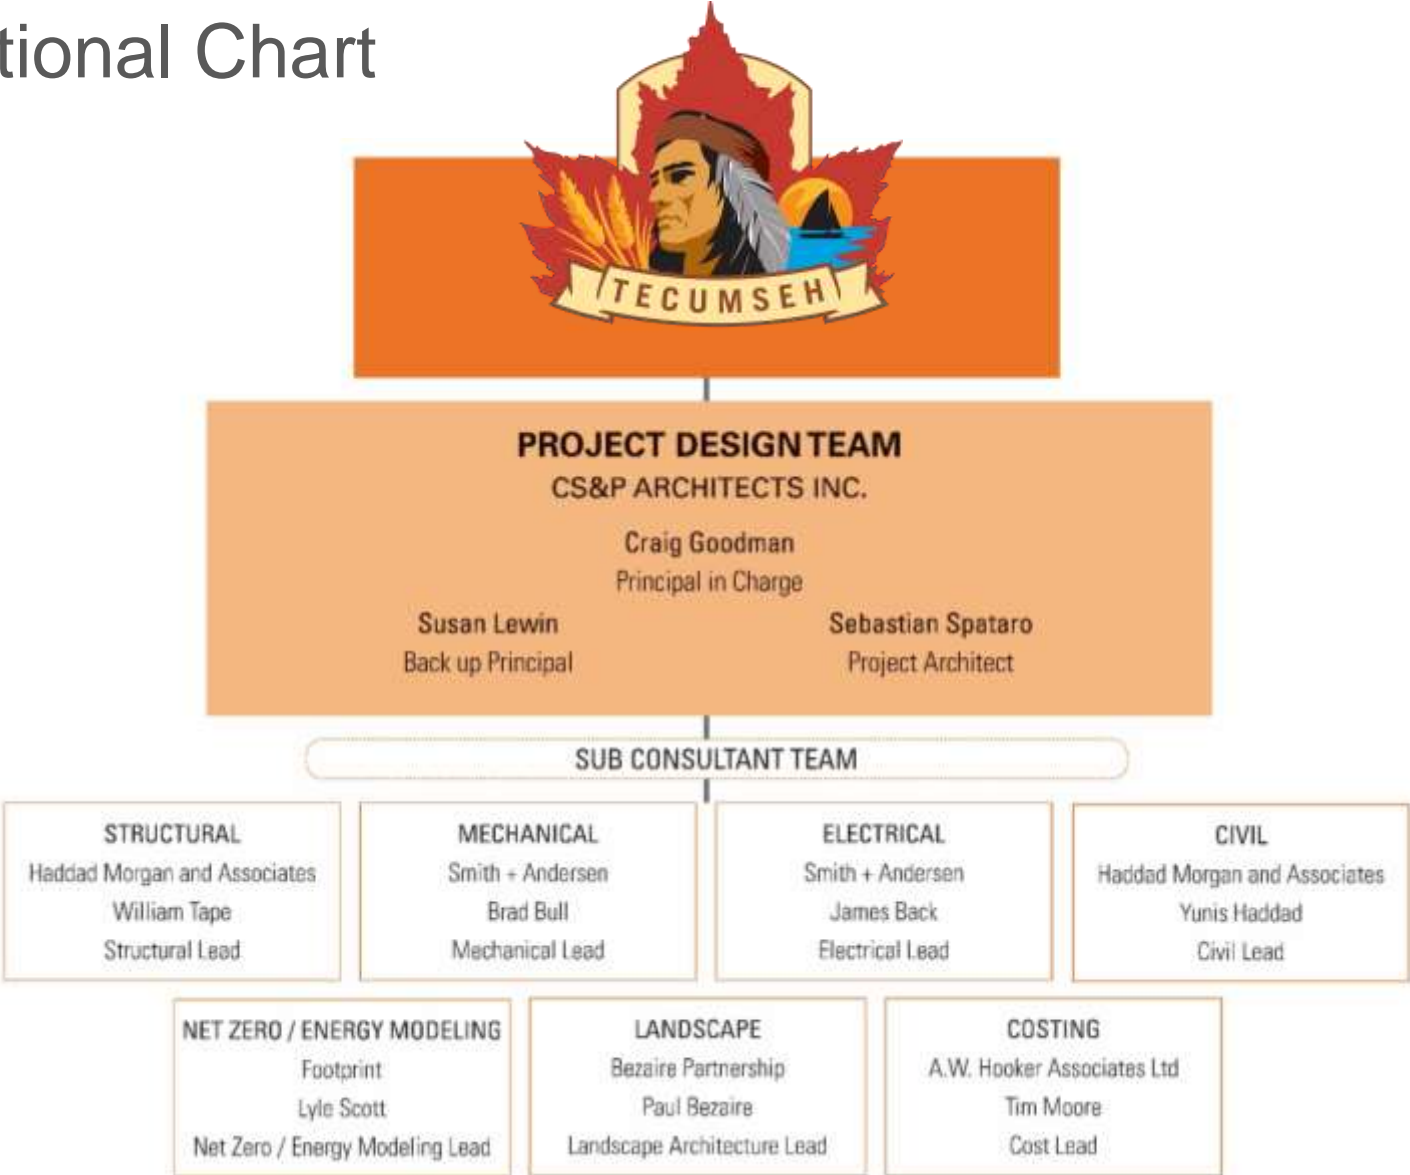 tional Chart
TECUMSEH
PROJECT DESIGN TEAM
CS&P ARCHITECTS INC.
Craig Goodman
Principal in Charge
Susan Lewin
Back up Principal
Sebastian Spataro
Project Architect
SUB CONSULTANT TEAM
STRUCTURAL
Haddad Morgan and Associates
William Tape
Structural Lead
MECHANICAL
Smith + Andersen
Brad Bull
Mechanical Lead
ELECTRICAL
Smith + Andersen
James Back
Electrical Lead
CIVIL
Haddad Morgan and Associates
Yunis Haddad
Civil Lead
NET ZERO / ENERGY MODELING
Footprint
Lyle Scott
Net Zero / Energy Modeling Lead
LANDSCAPE
Bezaire Partnership
Paul Bezaire
Landscape Architecture Lead
COSTING
A.W. Hooker Associates Ltd
Tim Moore
Cost Lead